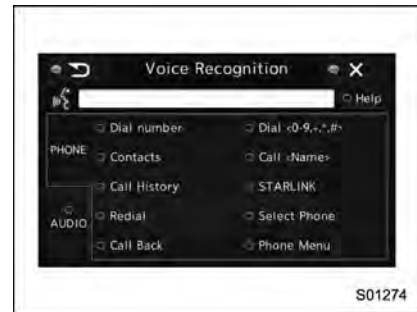 Voice Recognition
Help
Dial number
Dial <0-9,+,*,#>
PHONE
Contacts
Call <Name>
Call History
STARLINK
AUDIO
Redial
Select Phone
Call Back
Phone Menu
S01274